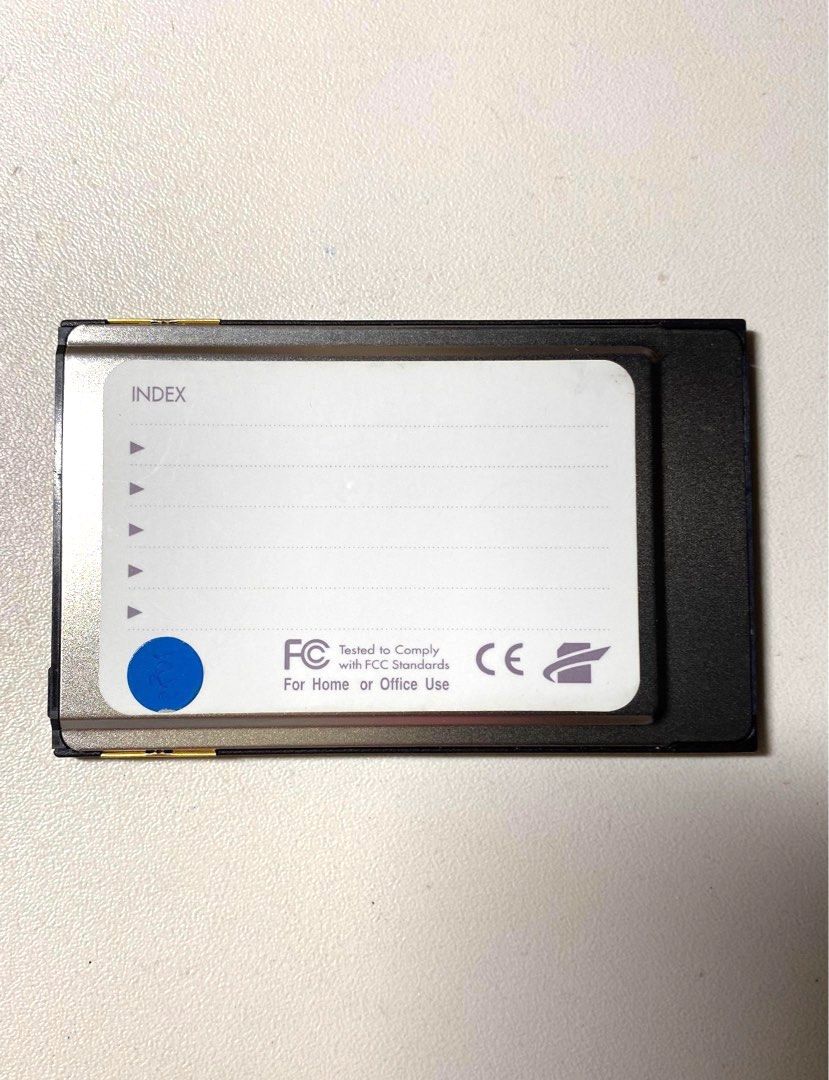 INDEX
FC Tested to Comply
with FCC Standards
For Home or Office Use
CE